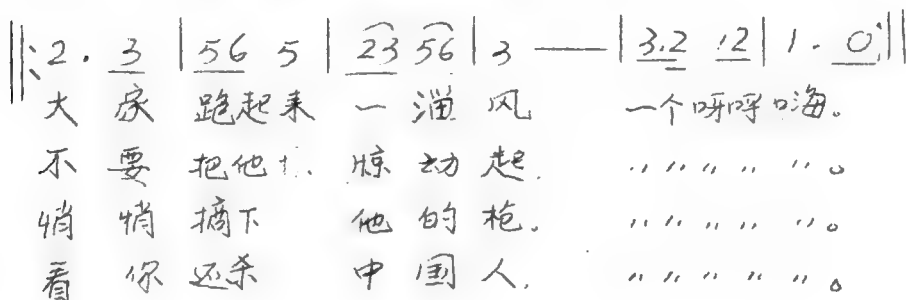 ‖: 2. 3 | 56 5 | 23 56 | 3 — | 3.2 12 | 1. 0 :‖
大家 跑起来 一溜风 一个呀呼嗨。
不要 把他 惊动起. 〃〃〃〃〃。
悄悄 摘下 他的枪。 〃〃〃〃〃。
看你 还杀 中国人. 〃〃〃〃〃。